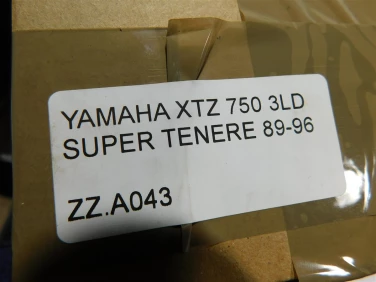 YAMAHA XTZ 750 3LD
SUPER TENERE 89-96
ZZ.A043